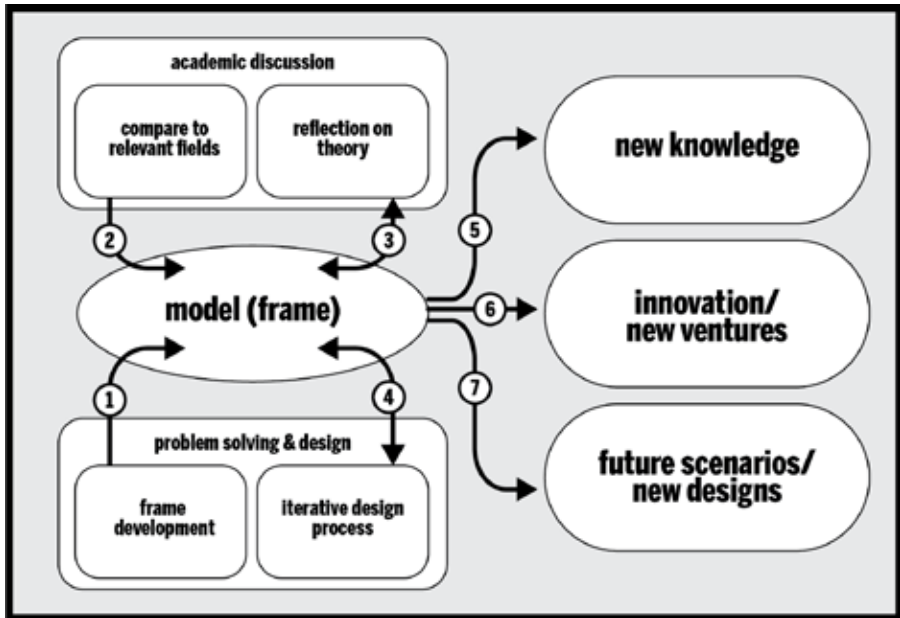 academic discussion
compare to
relevant fields
reflection on
theory
2
3
model (frame)
1
4
problem solving & design
frame
development
iterative design
process
5
6
7
new knowledge
innovation/
new ventures
future scenarios/
new designs